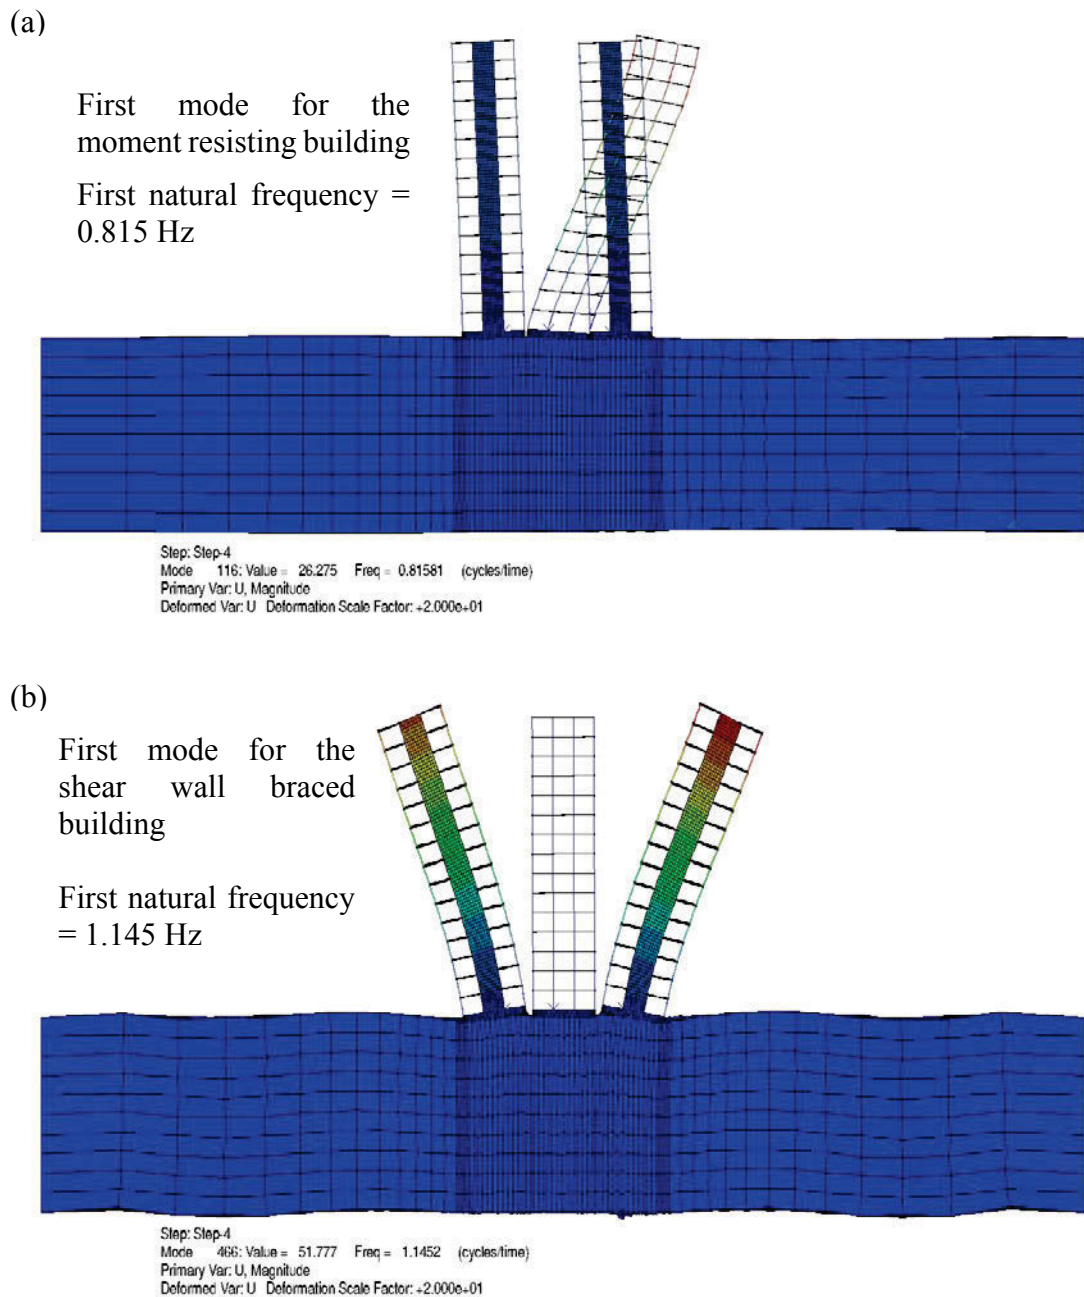 (a)
First mode for the
moment resisting building
First natural frequency =
0.815 Hz
Step: Step-4
Mode 116: Value = 26.275 Freq = 0.81581 (cycles/time)
Primary Var: U, Magnitude
Deformed Var: U Deformation Scale Factor: +2.000e+01
(b)
First mode for the
shear wall braced
building
First natural frequency
= 1.145 Hz
Step: Step-4
Mode 466: Value = 51.777 Freq = 1.1452 (cycles/time)
Primary Var: U, Magnitude
Deformed Var: U Deformation Scale Factor: +2.000e+01